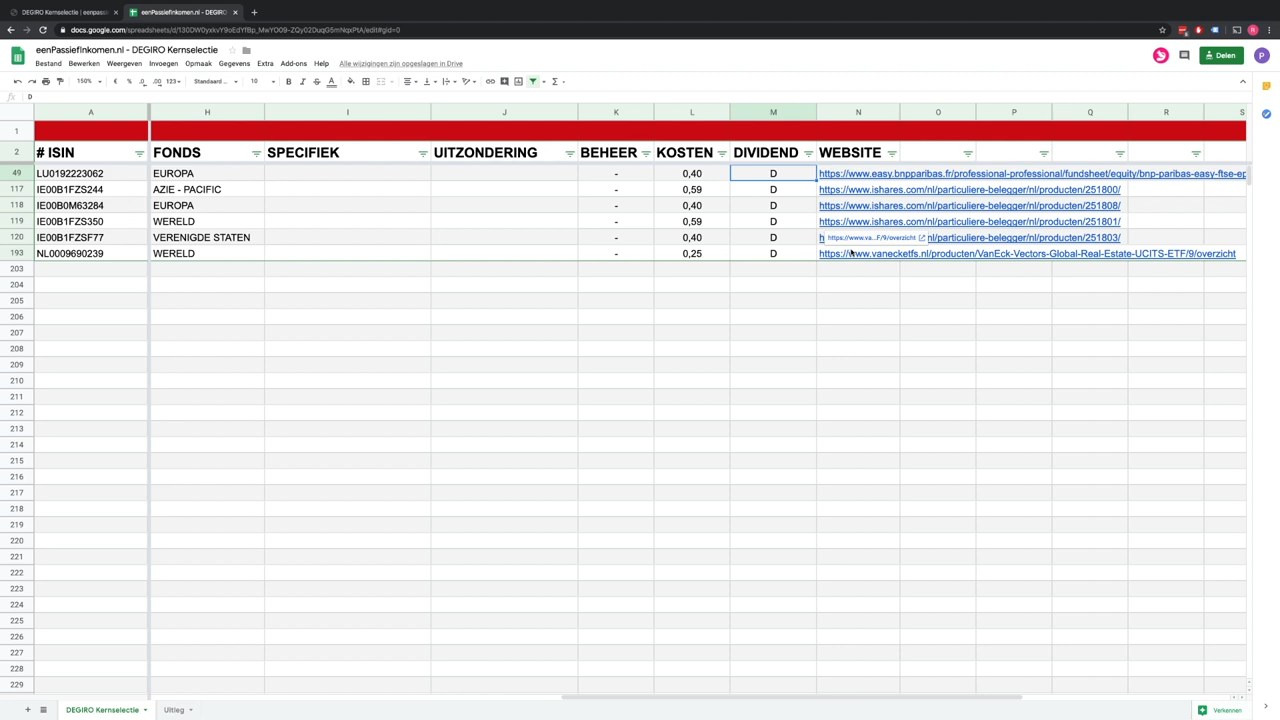 DEGIRO Kernselectie | eenpassie
eenPassiefInkomen.nl - DEGIRO
docs.google.com/spreadsheets/d/130DW0yxkvY9oEdYfBp_MwYO09-ZQy02DuqG5mNqxPtA/edit#gid=0
eenPassiefInkomen.nl - DEGIRO Kernselectie
Bestand Bewerken Weergeven Invoegen Opmaak Gegevens Extra Add-ons Help Alle wijzigingen zijn opgeslagen in Drive
Delen
P
150% € % .0 .00 123 Standaard ... 10 B I S A
fx D
A H I J K L M N O P Q R S
1
2 # ISIN FONDS SPECIFIEK UITZONDERING BEHEER KOSTEN DIVIDEND WEBSITE
49 LU0192223062 EUROPA 0,40 D https://www.easy.bnpparibas.fr/professional-professional/fundsheet/equity/bnp-paribas-easy-ftse-ep
117 IE00B1FZS244 AZIE - PACIFIC - 0,59 D https://www.ishares.com/nl/particuliere-belegger/nl/producten/251800/
118 IE00B0M63284 EUROPA - 0,40 D https://www.ishares.com/nl/particuliere-belegger/nl/producten/251808/
119 IE00B1FZS350 WERELD - 0,59 D https://www.ishares.com/nl/particuliere-belegger/nl/producten/251801/
120 IE00B1FZSF77 VERENIGDE STATEN - 0,40 D h https://www.va...F/9/overzicht nl/particuliere-belegger/nl/producten/251803/
193 NL0009690239 WERELD - 0,25 D https://www.vanecketfs.nl/producten/VanEck-Vectors-Global-Real-Estate-UCITS-ETF/9/overzicht
203
204
205
206
207
208
209
210
211
212
213
214
215
216
217
218
219
220
221
222
223
224
225
226
227
228
229
DEGIRO Kernselectie Uitleg Verkennen